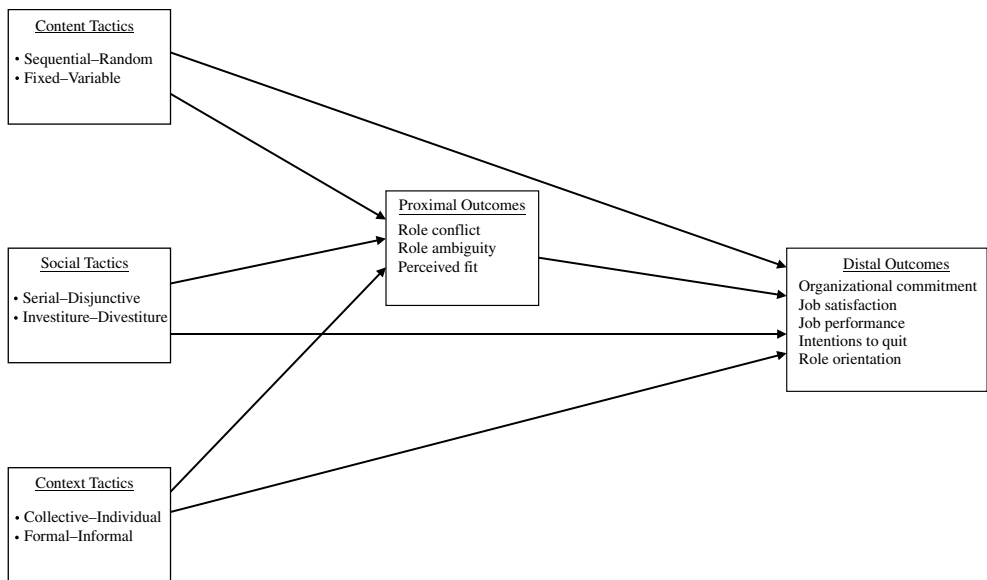 Content Tactics
• Sequential–Random
• Fixed–Variable
Proximal Outcomes
Role conflict
Role ambiguity
Perceived fit
Social Tactics
• Serial–Disjunctive
• Investiture–Divestiture
Distal Outcomes
Organizational commitment
Job satisfaction
Job performance
Intentions to quit
Role orientation
Context Tactics
• Collective–Individual
• Formal–Informal